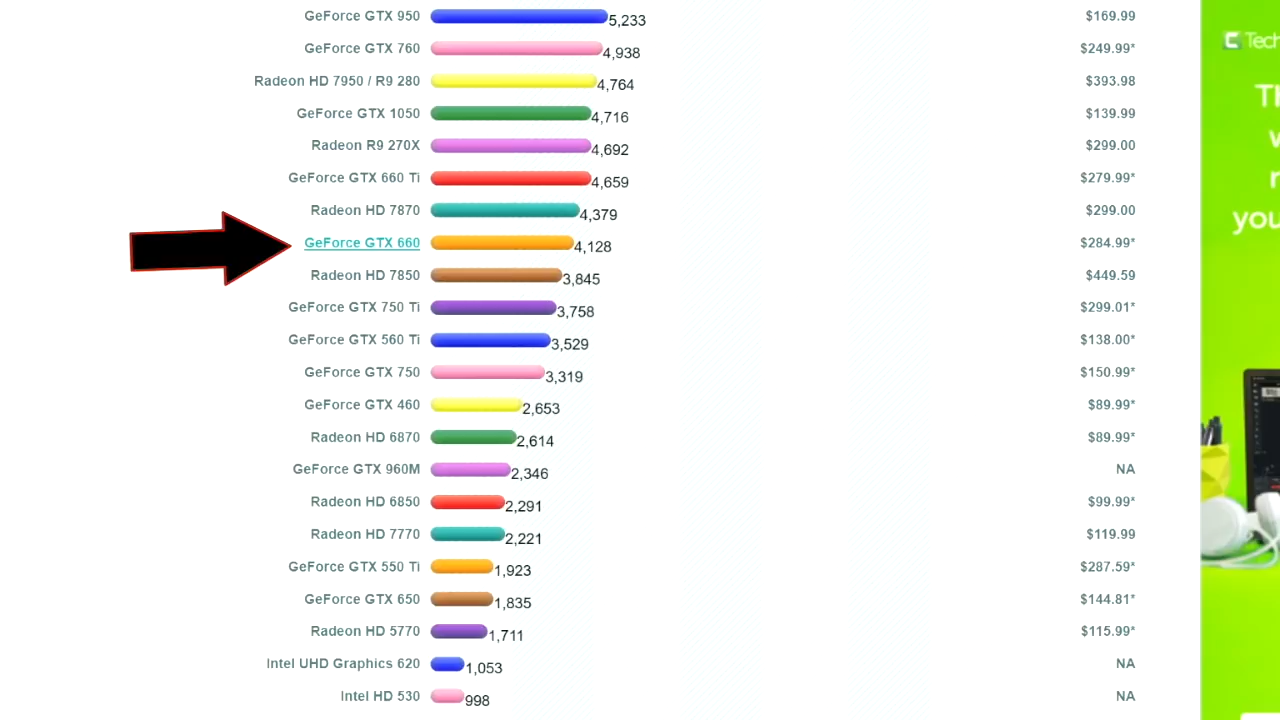 GeForce GTX 950 5,233 $169.99
GeForce GTX 760 4,938 $249.99*
Radeon HD 7950 / R9 280 4,764 $393.98
GeForce GTX 1050 4,716 $139.99
Radeon R9 270X 4,692 $299.00
GeForce GTX 660 Ti 4,659 $279.99*
Radeon HD 7870 4,379 $299.00
GeForce GTX 660 4,128 $284.99*
Radeon HD 7850 3,845 $449.59
GeForce GTX 750 Ti 3,758 $299.01*
GeForce GTX 560 Ti 3,529 $138.00*
GeForce GTX 750 3,319 $150.99*
GeForce GTX 460 2,653 $89.99*
Radeon HD 6870 2,614 $89.99*
GeForce GTX 960M 2,346 NA
Radeon HD 6850 2,291 $99.99*
Radeon HD 7770 2,221 $119.99
GeForce GTX 550 Ti 1,923 $287.59*
GeForce GTX 650 1,835 $144.81*
Radeon HD 5770 1,711 $115.99*
Intel UHD Graphics 620 1,053 NA
Intel HD 530 998 NA
Tech
you